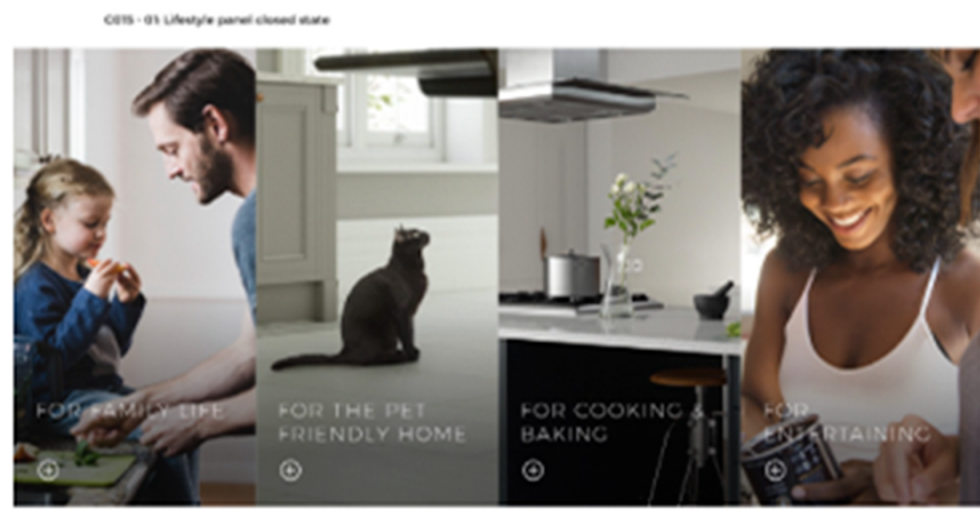 C015 - 01: Lifestyle panel closed state
FOR FAMILY LIFE
FOR THE PET
FRIENDLY HOME
FOR COOKING &
BAKING
FOR
ENTERTAINING